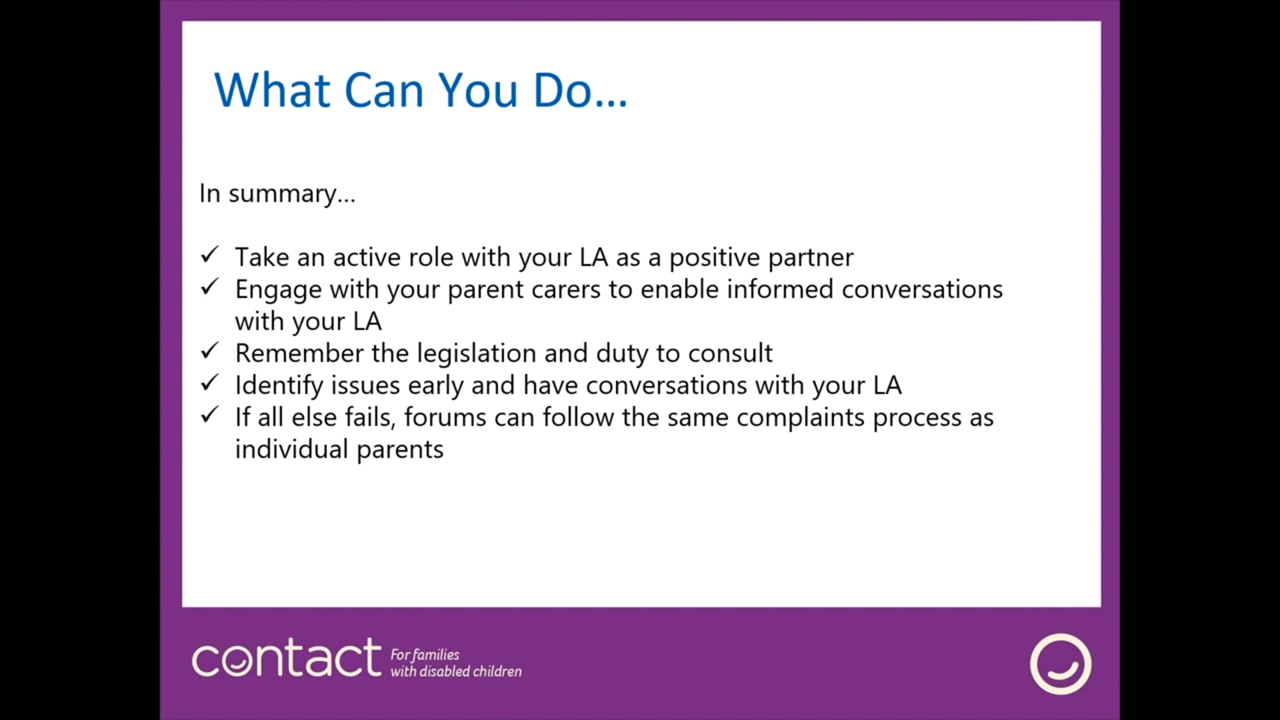 What Can You Do...
In summary...
✓ Take an active role with your LA as a positive partner
✓ Engage with your parent carers to enable informed conversations
with your LA
✓ Remember the legislation and duty to consult
✓ Identify issues early and have conversations with your LA
✓ If all else fails, forums can follow the same complaints process as
individual parents
contact
For families
with disabled children